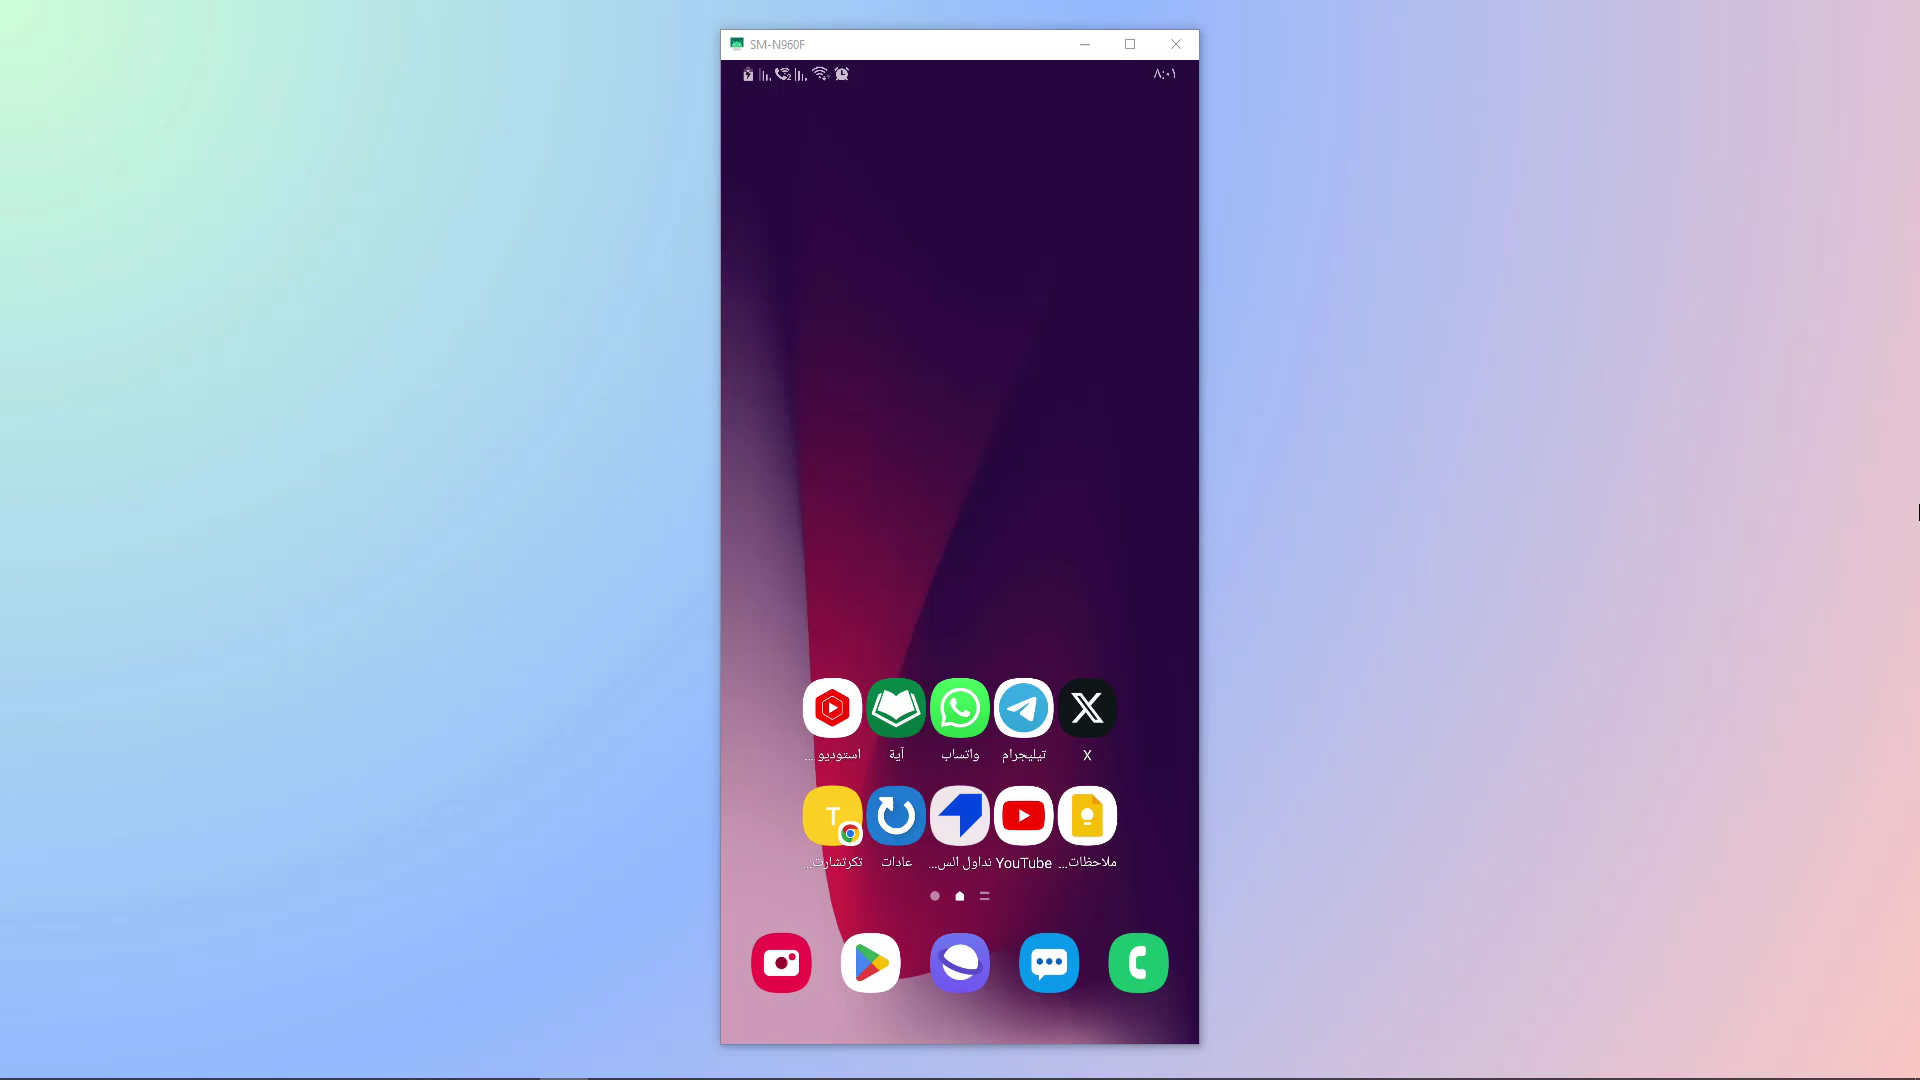 SM-N960F
٨:٠١
X
تيليجرام
واتساب
آية
استوديو ...
ملاحظات...
YouTube
تداول الس...
عادات
T
تكرتشارت...